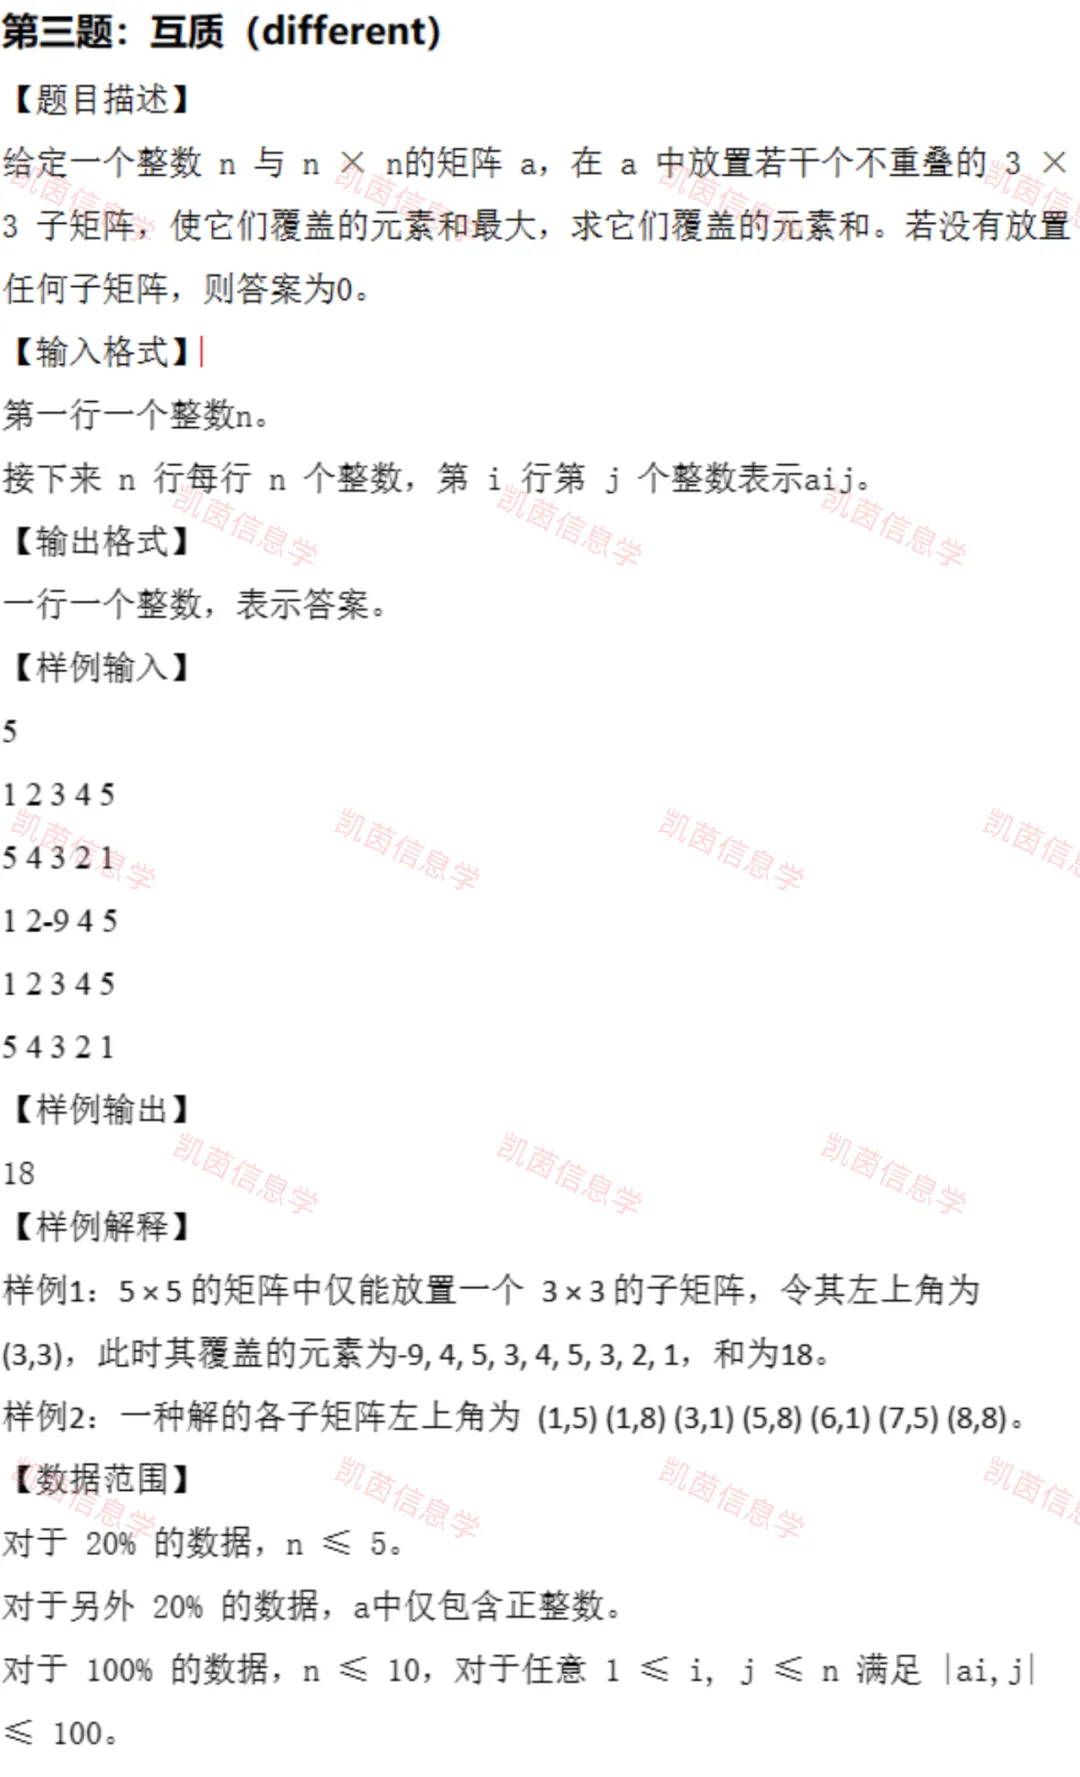 第三题：互质（different）
【题目描述】
给定一个整数 n 与 n × n的矩阵 a，在 a 中放置若干个不重叠的 3 ×
3 子矩阵，使它们覆盖的元素和最大，求它们覆盖的元素和。若没有放置
任何子矩阵，则答案为0。
【输入格式】
第一行一个整数n。
接下来 n 行每行 n 个整数，第 i 行第 j 个整数表示aij。
【输出格式】
一行一个整数，表示答案。
【样例输入】
5
1 2 3 4 5
5 4 3 2 1
1 2-9 4 5
1 2 3 4 5
5 4 3 2 1
【样例输出】
18
【样例解释】
样例1：5 × 5 的矩阵中仅能放置一个 3 × 3 的子矩阵，令其左上角为
(3,3)，此时其覆盖的元素为-9, 4, 5, 3, 4, 5, 3, 2, 1，和为18。
样例2：一种解的各子矩阵左上角为 (1,5) (1,8) (3,1) (5,8) (6,1) (7,5) (8,8)。
【数据范围】
对于 20% 的数据，n ≤ 5。
对于另外 20% 的数据，a中仅包含正整数。
对于 100% 的数据，n ≤ 10，对于任意 1 ≤ i, j ≤ n 满足 |ai,j|
≤ 100。
凯茵信息学